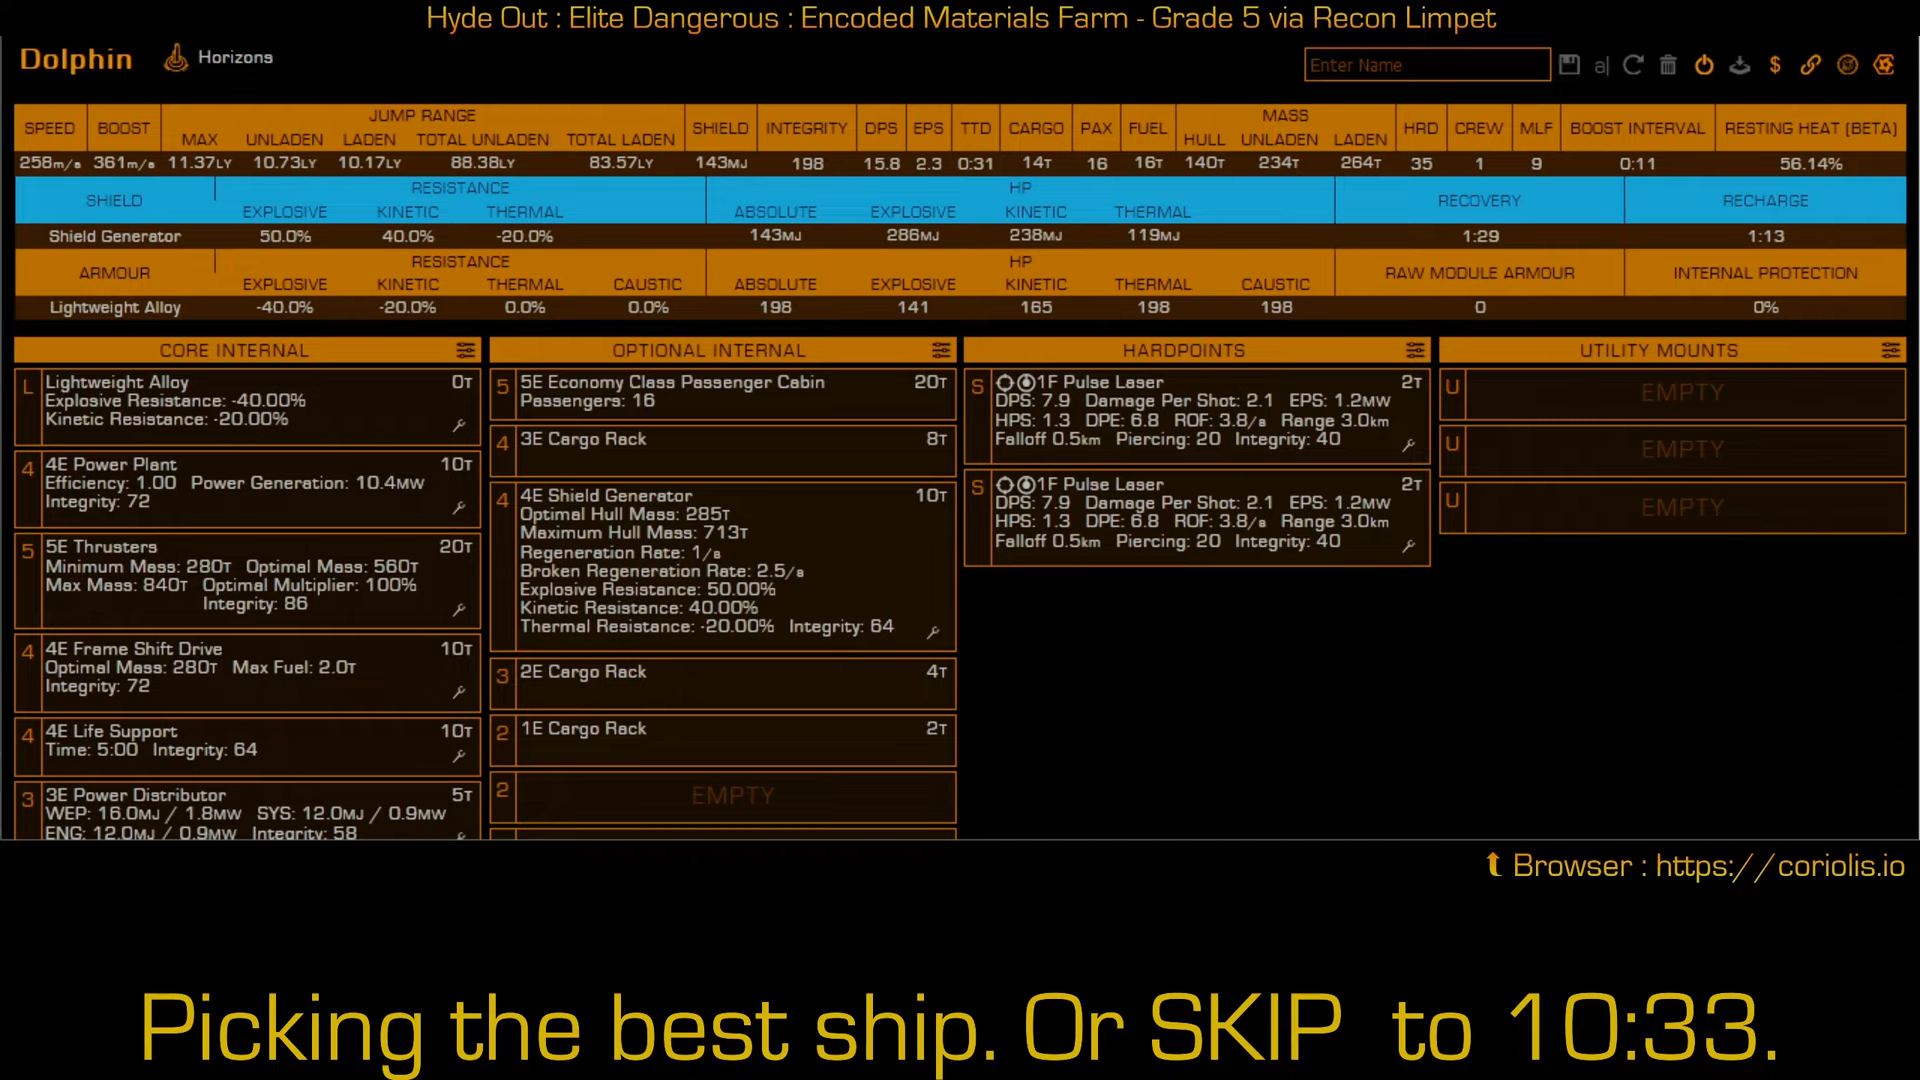 Hyde Out : Elite Dangerous : Encoded Materials Farm - Grade 5 via Recon Limpet
Dolphin Horizons
Enter Name
a|
$
SPEED BOOST JUMP RANGE SHIELD INTEGRITY DPS EPS TTD CARGO PAX FUEL MASS HRD CREW MLF BOOST INTERVAL RESTING HEAT (BETA)
MAX UNLADEN LADEN TOTAL UNLADEN TOTAL LADEN HULL UNLADEN LADEN
258m/s 361m/s 11.37LY 10.73LY 10.17LY 88.38LY 83.57LY 143MJ 198 15.8 2.3 0:31 14T 16 16T 140T 234T 264T 35 1 9 0:11 56.14%
SHIELD RESISTANCE HP RECOVERY RECHARGE
EXPLOSIVE KINETIC THERMAL ABSOLUTE EXPLOSIVE KINETIC THERMAL
Shield Generator 50.0% 40.0% -20.0% 143MJ 286MJ 238MJ 119MJ 1:29 1:13
ARMOUR RESISTANCE HP RAW MODULE ARMOUR INTERNAL PROTECTION
EXPLOSIVE KINETIC THERMAL CAUSTIC ABSOLUTE EXPLOSIVE KINETIC THERMAL CAUSTIC
Lightweight Alloy -40.0% -20.0% 0.0% 0.0% 198 141 165 198 198 0 0%
CORE INTERNAL
L Lightweight Alloy 0T
Explosive Resistance: -40.00%
Kinetic Resistance: -20.00%
4 4E Power Plant 10T
Efficiency: 1.00 Power Generation: 10.4MW
Integrity: 72
5 5E Thrusters 20T
Minimum Mass: 280T Optimal Mass: 560T
Max Mass: 840T Optimal Multiplier: 100%
Integrity: 86
4 4E Frame Shift Drive 10T
Optimal Mass: 280T Max Fuel: 2.0T
Integrity: 72
4 4E Life Support 10T
Time: 5:00 Integrity: 64
3 3E Power Distributor 5T
WEP: 16.0MJ / 1.8MW SYS: 12.0MJ / 0.9MW
ENG: 12.0MJ / 0.9MW Integrity: 58
OPTIONAL INTERNAL
5 5E Economy Class Passenger Cabin 20T
Passengers: 16
4 3E Cargo Rack 8T
4 4E Shield Generator 10T
Optimal Hull Mass: 285T
Maximum Hull Mass: 713T
Regeneration Rate: 1/s
Broken Regeneration Rate: 2.5/s
Explosive Resistance: 50.00%
Kinetic Resistance: 40.00%
Thermal Resistance: -20.00% Integrity: 64
3 2E Cargo Rack 4T
2 1E Cargo Rack 2T
2 EMPTY
HARDPOINTS
S 1F Pulse Laser 2T
DPS: 7.9 Damage Per Shot: 2.1 EPS: 1.2MW
HPS: 1.3 DPE: 6.8 ROF: 3.8/s Range 3.0km
Falloff 0.5km Piercing: 20 Integrity: 40
S 1F Pulse Laser 2T
DPS: 7.9 Damage Per Shot: 2.1 EPS: 1.2MW
HPS: 1.3 DPE: 6.8 ROF: 3.8/s Range 3.0km
Falloff 0.5km Piercing: 20 Integrity: 40
UTILITY MOUNTS
U EMPTY
U EMPTY
U EMPTY
Browser : https://coriolis.io
Picking the best ship. Or SKIP to 10:33.